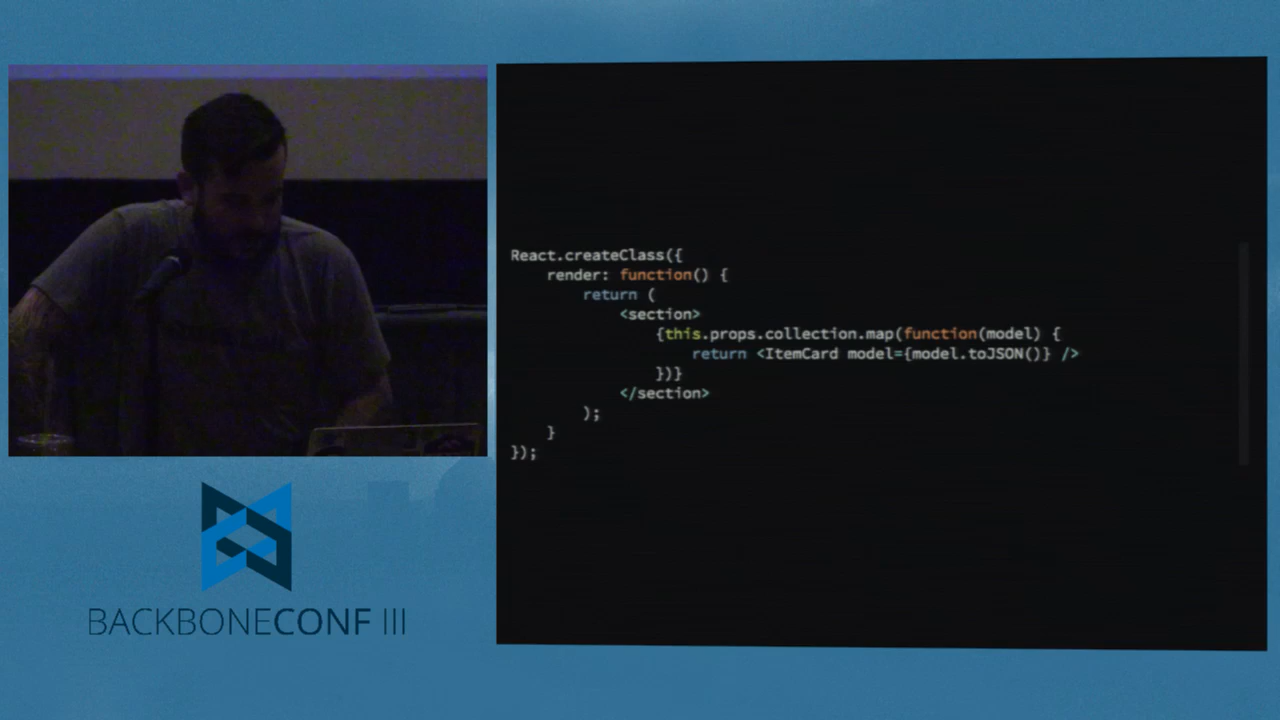 React.createClass({
    render: function() {
        return (
            <section>
                {this.props.collection.map(function(model) {
                    return <ItemCard model={model.toJSON()} />
                })}
            </section>
        );
    }
});
BACKBONECONF III